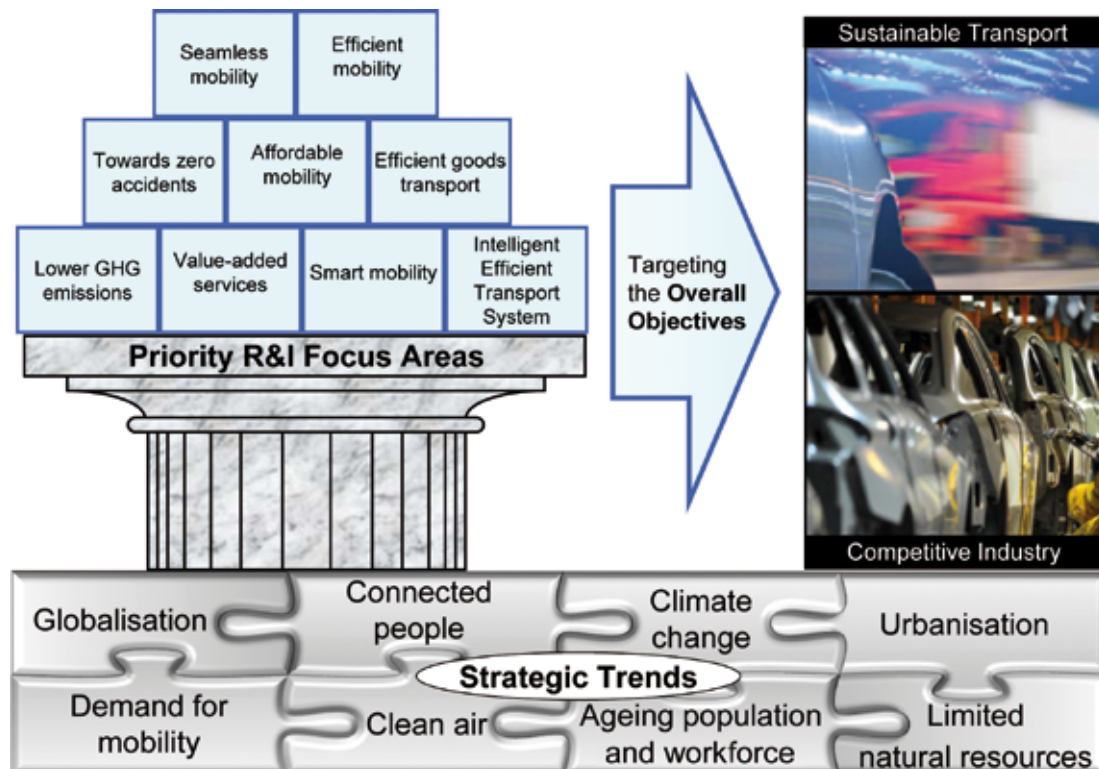 Seamless
mobility
Efficient
mobility
Towards zero
accidents
Affordable
mobility
Efficient goods
transport
Lower GHG
emissions
Value-added
services
Smart mobility
Intelligent
Efficient
Transport
System
Priority R&I Focus Areas
Targeting
the Overall
Objectives
Sustainable Transport
Competitive Industry
Globalisation
Connected
people
Climate
change
Urbanisation
Strategic Trends
Demand for
mobility
Clean air
Ageing population
and workforce
Limited
natural resources